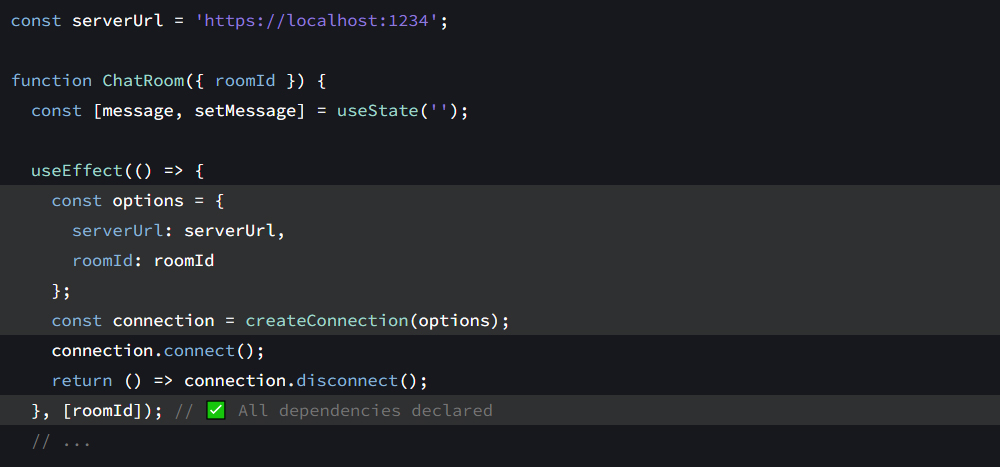 const serverUrl = 'https://localhost:1234';
function ChatRoom({ roomId }) {
const [message, setMessage] = useState('');
useEffect(() => {
const options = {
serverUrl: serverUrl,
roomId: roomId
};
const connection = createConnection(options);
connection.connect();
return () => connection.disconnect();
}, [roomId]); // ✅ All dependencies declared
// ...